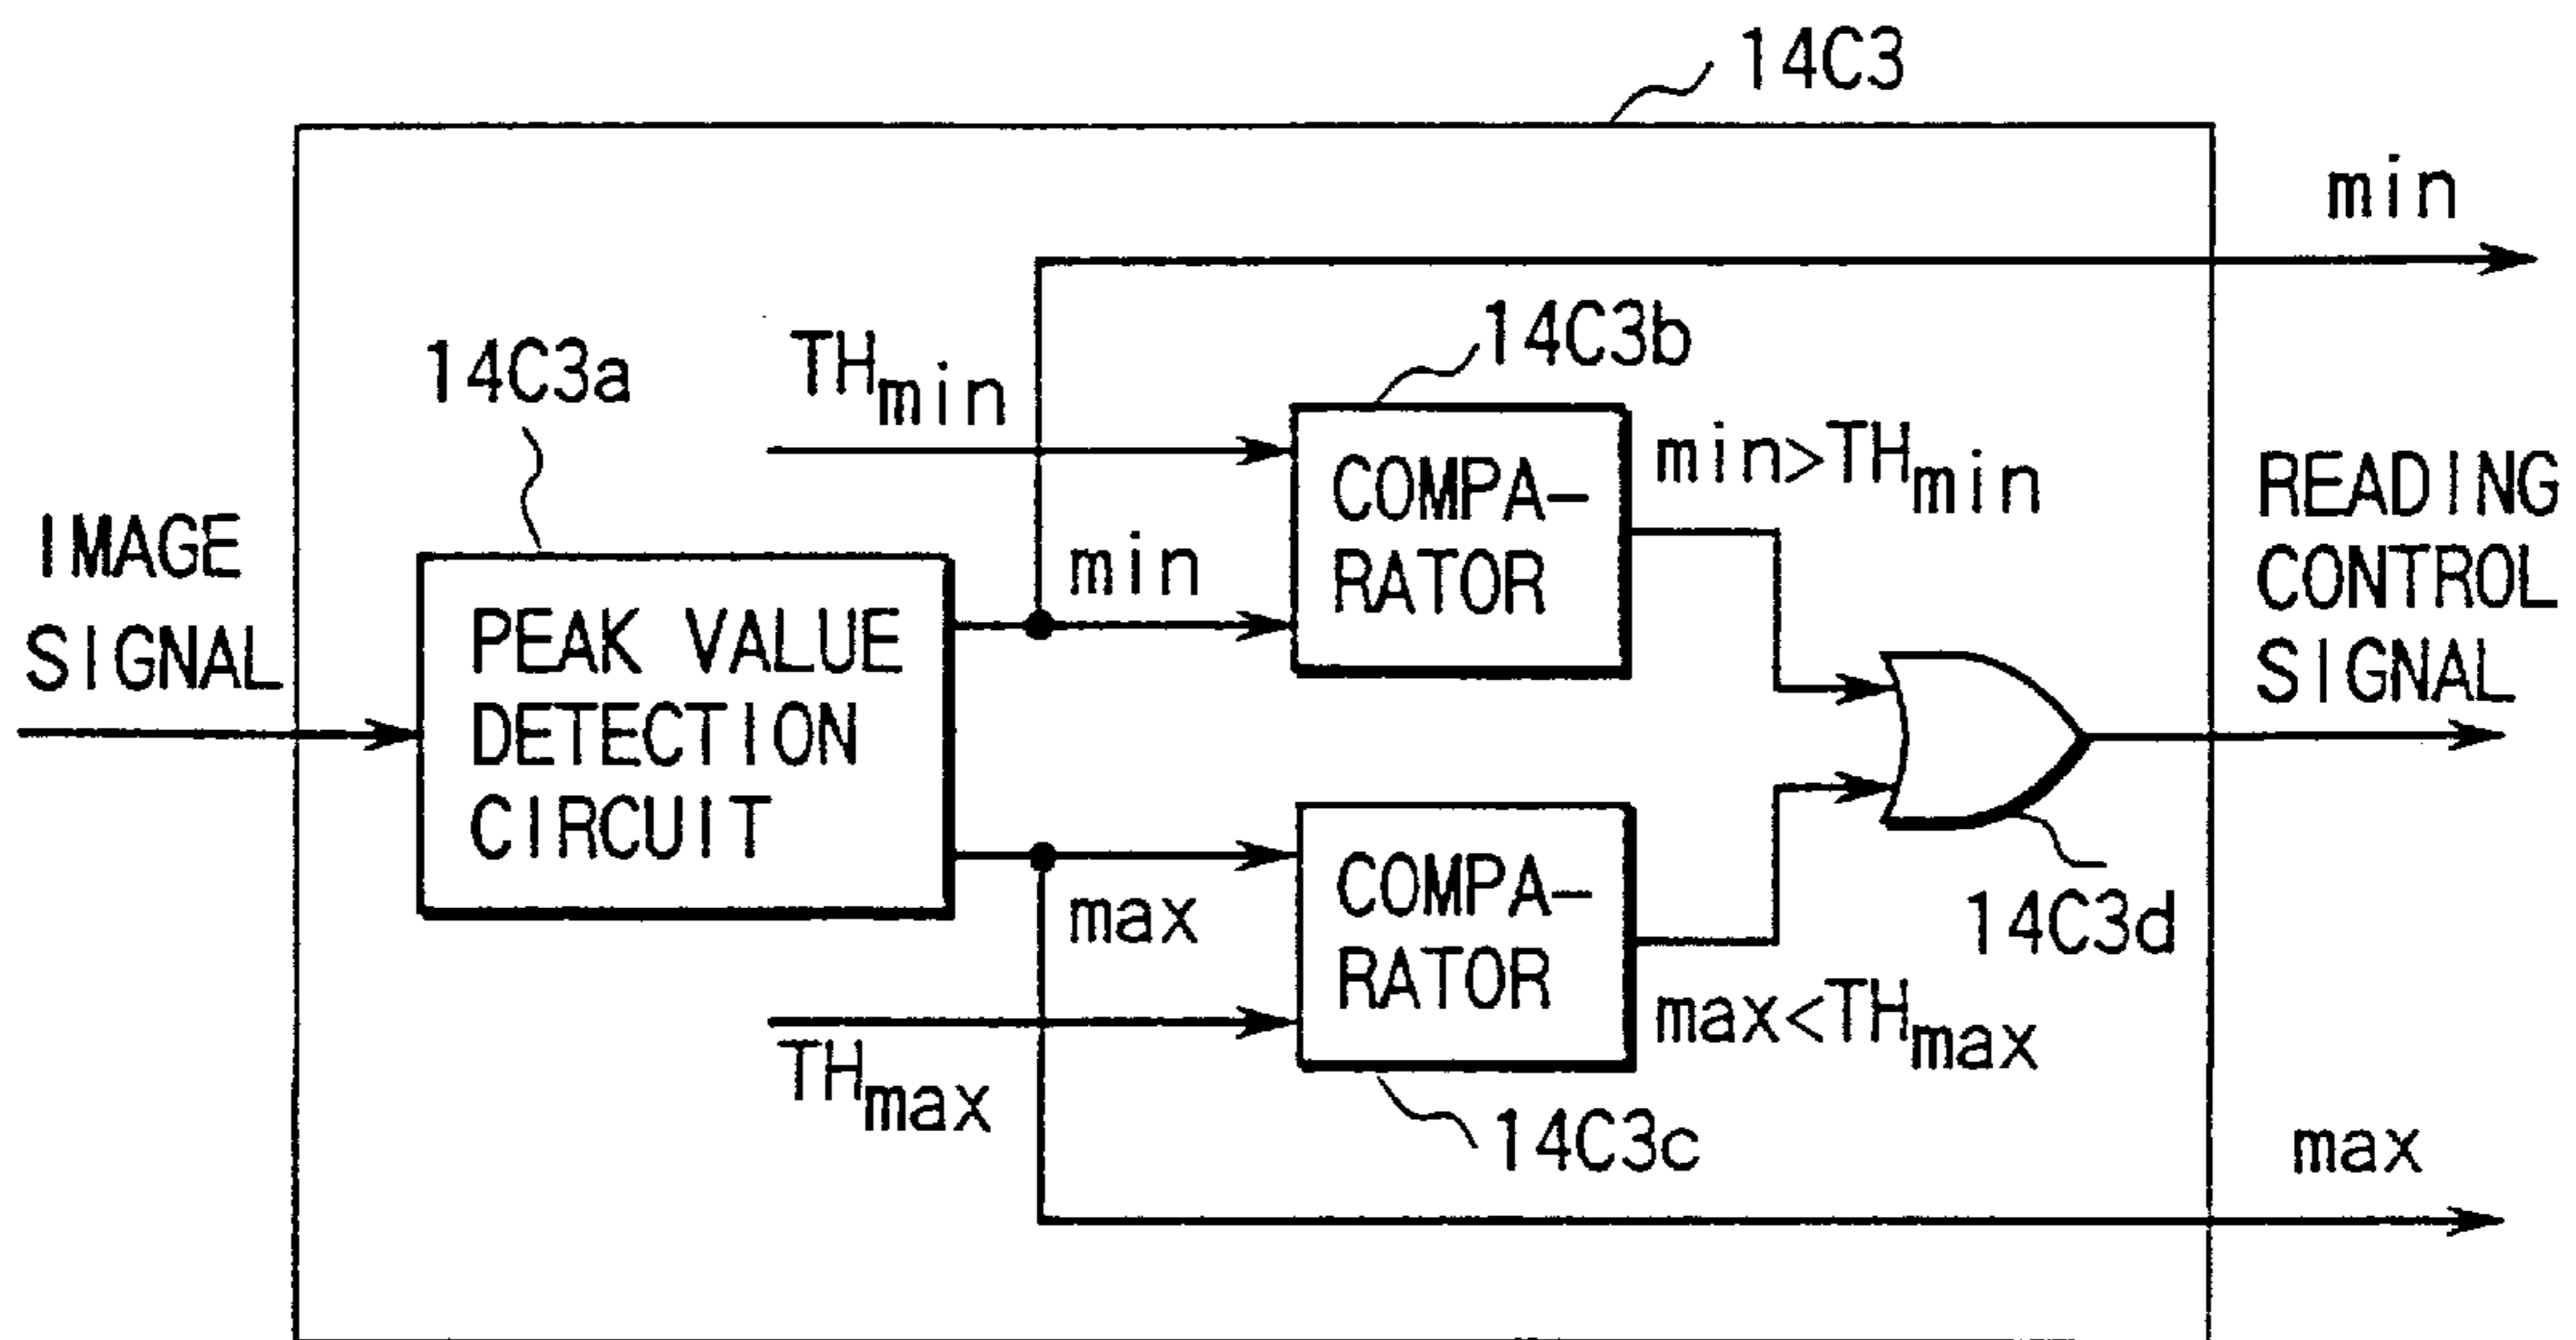 14C3
min
14C3b
THmin
14C3a
COMPA-
RATOR
min>THmin
READING
CONTROL
SIGNAL
IMAGE
SIGNAL
min
PEAK VALUE
DETECTION
CIRCUIT
max
COMPA-
RATOR
14C3d
max<THmax
THmax
14C3c
max